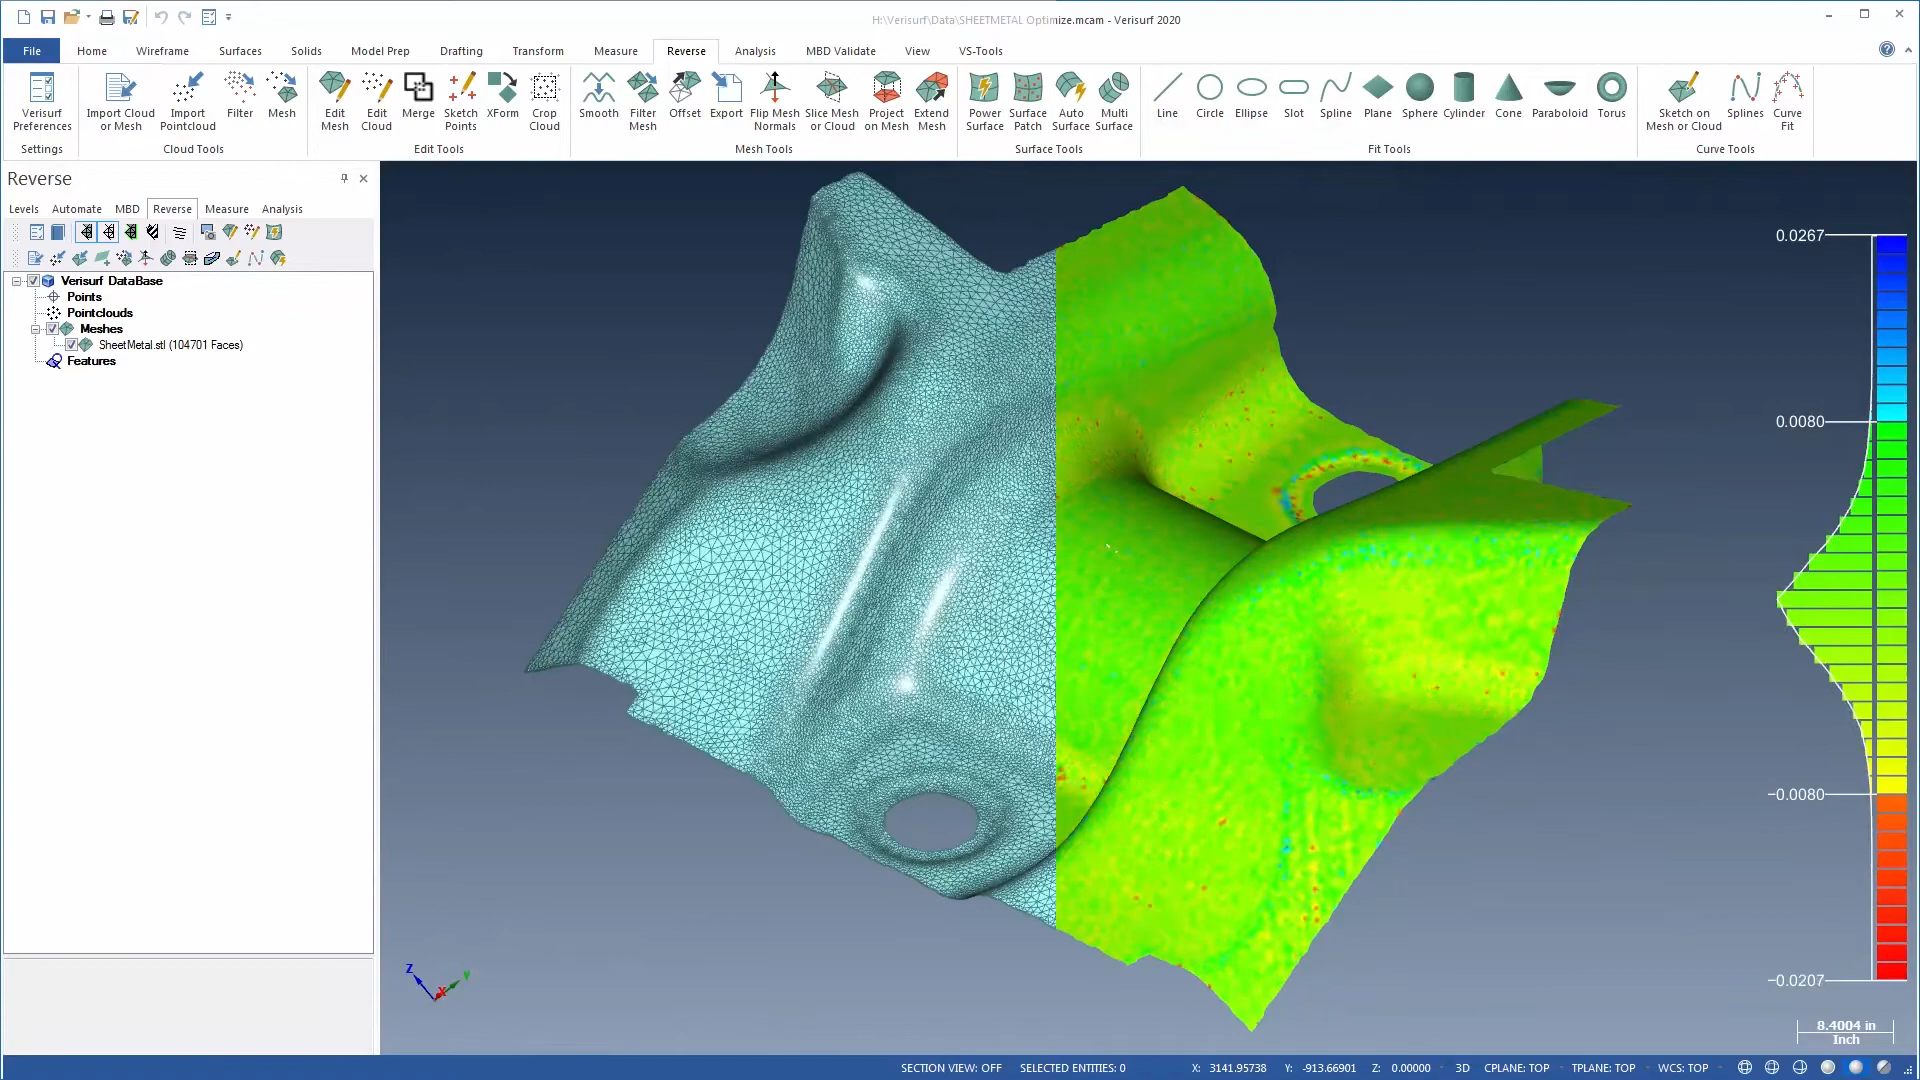 H:\Verisurf\Data\SHEETMETAL Optimize.mcam - Verisurf 2020
File Home Wireframe Surfaces Solids Model Prep Drafting Transform Measure Reverse Analysis MBD Validate View VS-Tools
Verisurf Preferences
Settings
Import Cloud or Mesh
Import Pointcloud
Filter
Mesh
Cloud Tools
Edit Mesh
Edit Cloud
Merge
Sketch Points
XForm
Crop Cloud
Edit Tools
Smooth
Filter Mesh
Offset
Export
Flip Mesh Normals
Slice Mesh or Cloud
Project on Mesh
Extend Mesh
Mesh Tools
Power Surface
Surface Patch
Auto Surface
Multi Surface
Surface Tools
Line
Circle
Ellipse
Slot
Spline
Plane
Sphere
Cylinder
Cone
Paraboloid
Torus
Fit Tools
Sketch on Mesh or Cloud
Splines
Curve Fit
Curve Tools
Reverse
Levels Automate MBD Reverse Measure Analysis
Verisurf DataBase
Points
Pointclouds
Meshes
SheetMetal.stl (104701 Faces)
Features
0.0267
0.0080
−0.0080
−0.0207
Z
Y
X
8.4004 in
Inch
SECTION VIEW: OFF SELECTED ENTITIES: 0 X: 3141.95738 Y: -913.66901 Z: 0.00000 3D CPLANE: TOP TPLANE: TOP WCS: TOP